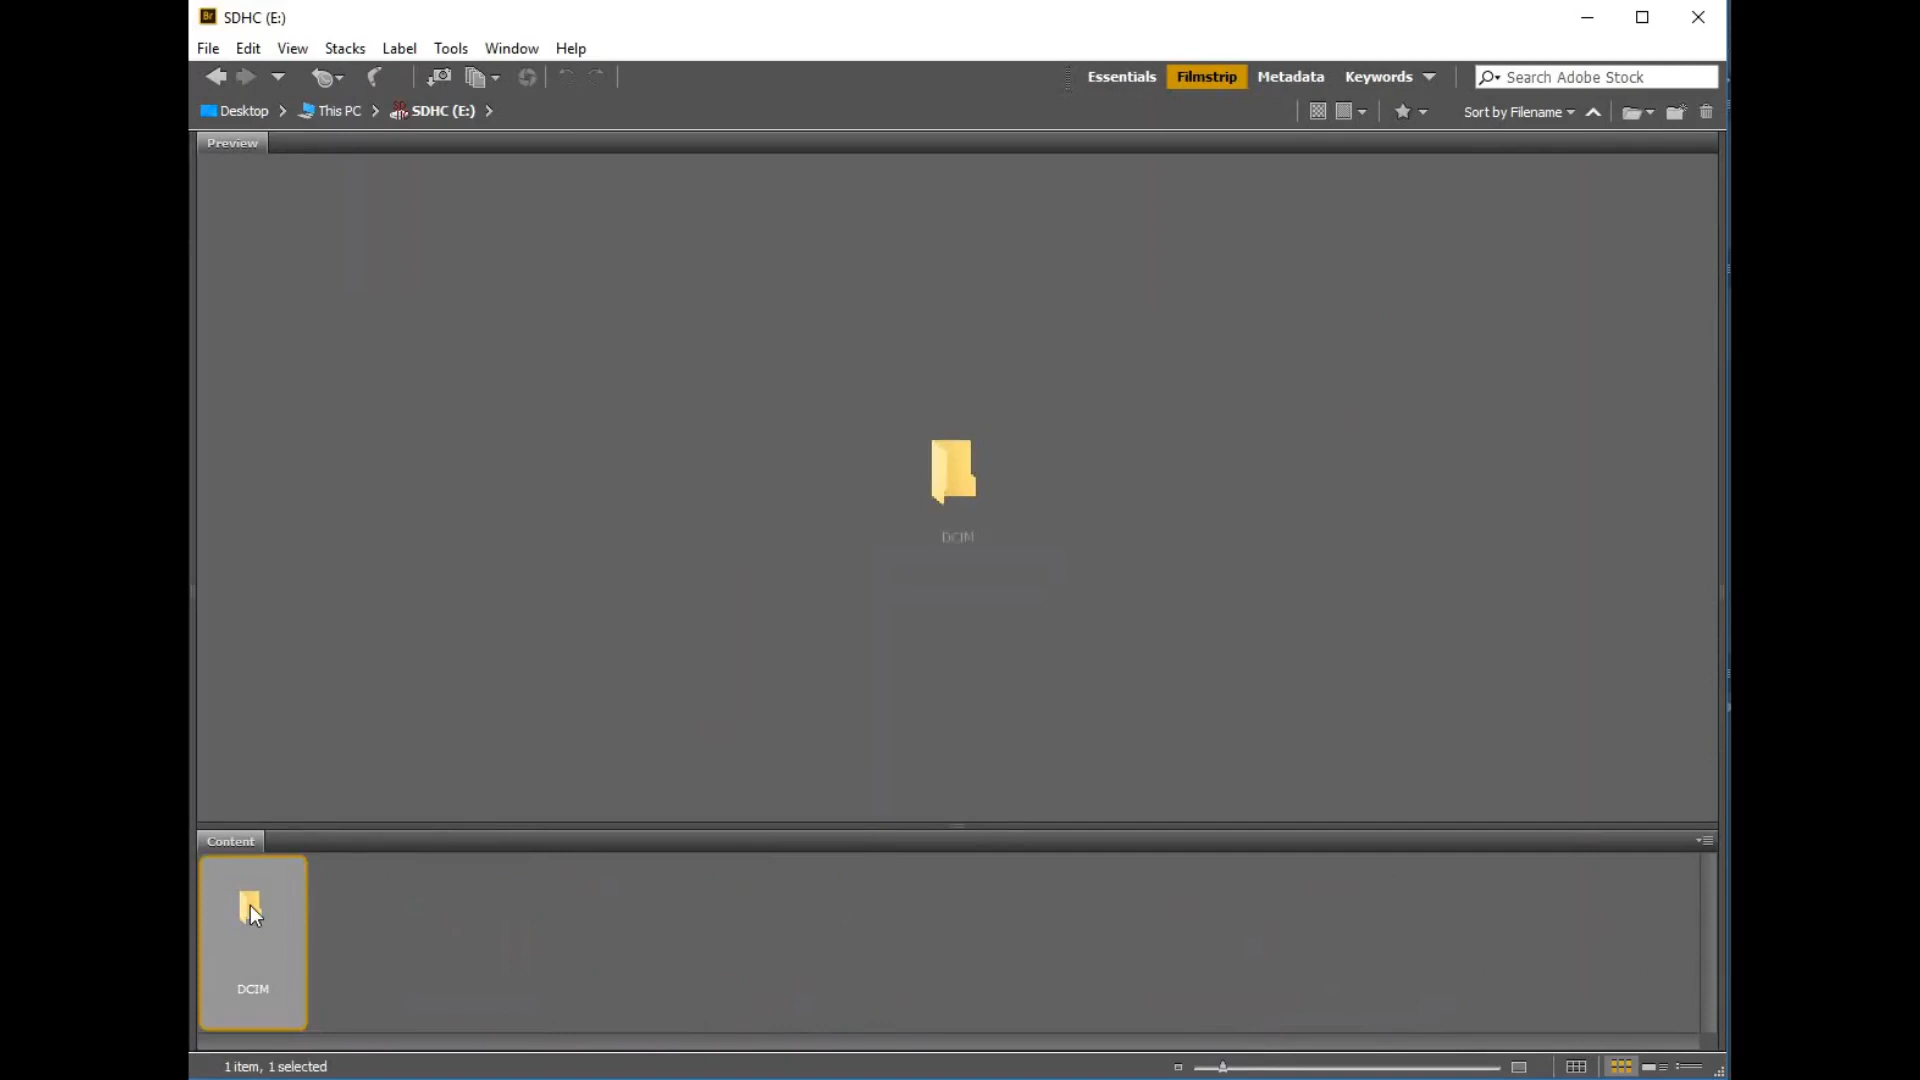 Br SDHC (E:)
File Edit View Stacks Label Tools Window Help
Essentials Filmstrip Metadata Keywords Search Adobe Stock
Desktop This PC SDHC (E:) Sort by Filename
Preview
DCIM
Content
DCIM
1 item, 1 selected